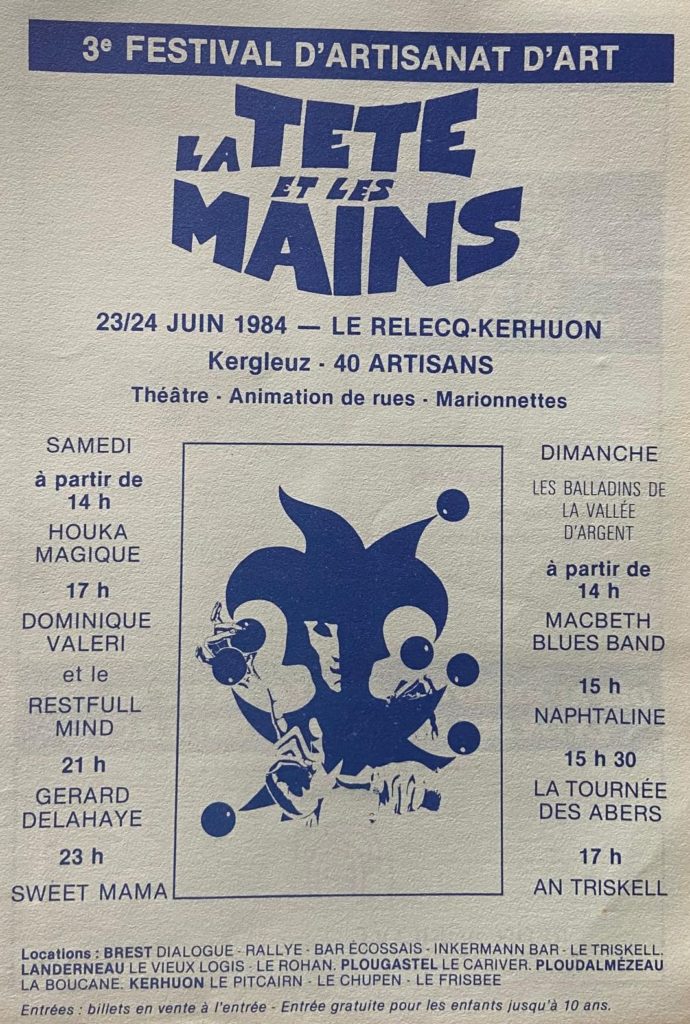 3e FESTIVAL D'ARTISANAT D'ART
LA TETE
ET LES
MAINS
23/24 JUIN 1984 — LE RELECQ-KERHUON
Kergleuz - 40 ARTISANS
Théâtre - Animation de rues - Marionnettes
SAMEDI
à partir de
14 h
HOUKA
MAGIQUE
17 h
DOMINIQUE
VALERI
et le
RESTFULL
MIND
21 h
GERARD
DELAHAYE
23 h
SWEET MAMA
DIMANCHE
LES BALLADINS DE
LA VALLÉE
D'ARGENT
à partir de
14 h
MACBETH
BLUES BAND
15 h
NAPHTALINE
15 h 30
LA TOURNÉE
DES ABERS
17 h
AN TRISKELL
Locations : BREST DIALOGUE - RALLYE - BAR ÉCOSSAIS - INKERMANN BAR - LE TRISKELL.
LANDERNEAU LE VIEUX LOGIS - LE ROHAN. PLOUGASTEL LE CARIVER. PLOUDALMÉZEAU
LA BOUCANE. KERHUON LE PITCAIRN - LE CHUPEN - LE FRISBEE
Entrées : billets en vente à l'entrée - Entrée gratuite pour les enfants jusqu'à 10 ans.